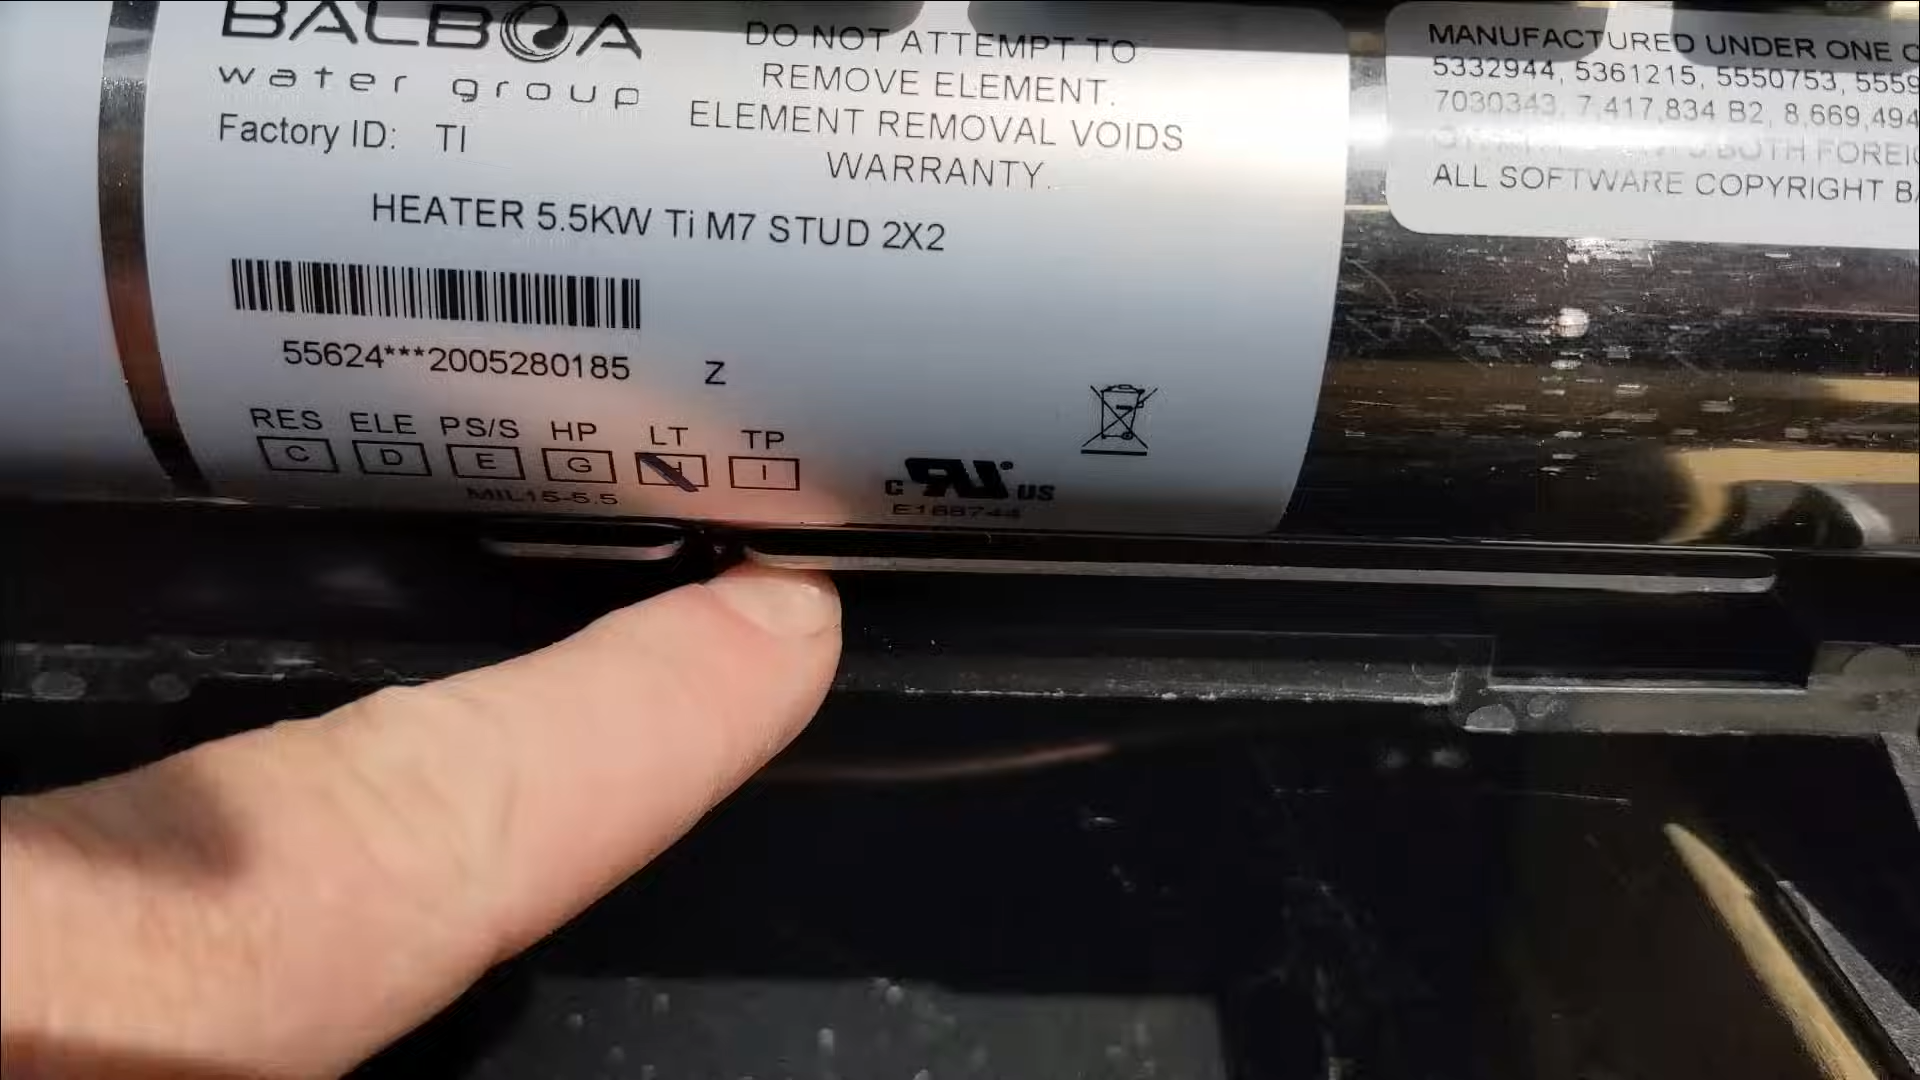 BALBOA
water group
Factory ID: TI
DO NOT ATTEMPT TO
REMOVE ELEMENT.
ELEMENT REMOVAL VOIDS
WARRANTY.
HEATER 5.5KW Ti M7 STUD 2X2
55624***2005280185 Z
RES ELE PS/S HP LT TP
C D E G I
MIL15-5.5
C US
E168744
MANUFACTURED UNDER ONE
5332944, 5361215, 5550753,
7030343, 7,417,834 B2, 8,669,494
BOTH
ALL SOFTWARE COPYRIGHT